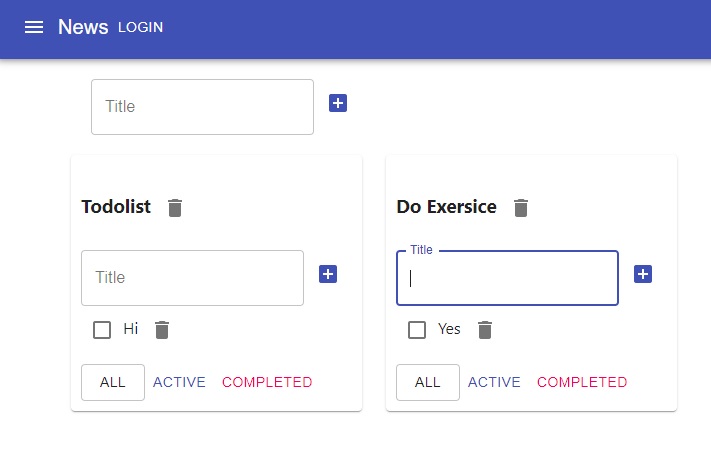 News LOGIN
Title
Todolist
Title
Hi
ALL ACTIVE COMPLETED
Do Exersice
Title
Yes
ALL ACTIVE COMPLETED